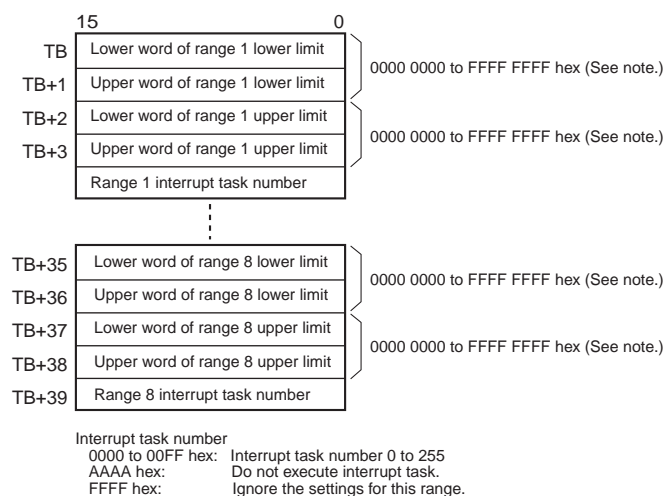 15 0
TB Lower word of range 1 lower limit
0000 0000 to FFFF FFFF hex (See note.)
TB+1 Upper word of range 1 lower limit
TB+2 Lower word of range 1 upper limit
0000 0000 to FFFF FFFF hex (See note.)
TB+3 Upper word of range 1 upper limit
Range 1 interrupt task number
TB+35 Lower word of range 8 lower limit
0000 0000 to FFFF FFFF hex (See note.)
TB+36 Upper word of range 8 lower limit
TB+37 Lower word of range 8 upper limit
0000 0000 to FFFF FFFF hex (See note.)
TB+38 Upper word of range 8 upper limit
TB+39 Range 8 interrupt task number
Interrupt task number
0000 to 00FF hex: Interrupt task number 0 to 255
AAAA hex: Do not execute interrupt task.
FFFF hex: Ignore the settings for this range.